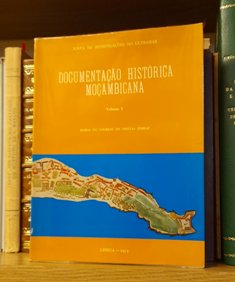 JUNTA DE INVESTIGAÇÕES DO ULTRAMAR
DOCUMENTAÇÃO HISTÓRICA
MOÇAMBICANA
Volume I
LISBOA